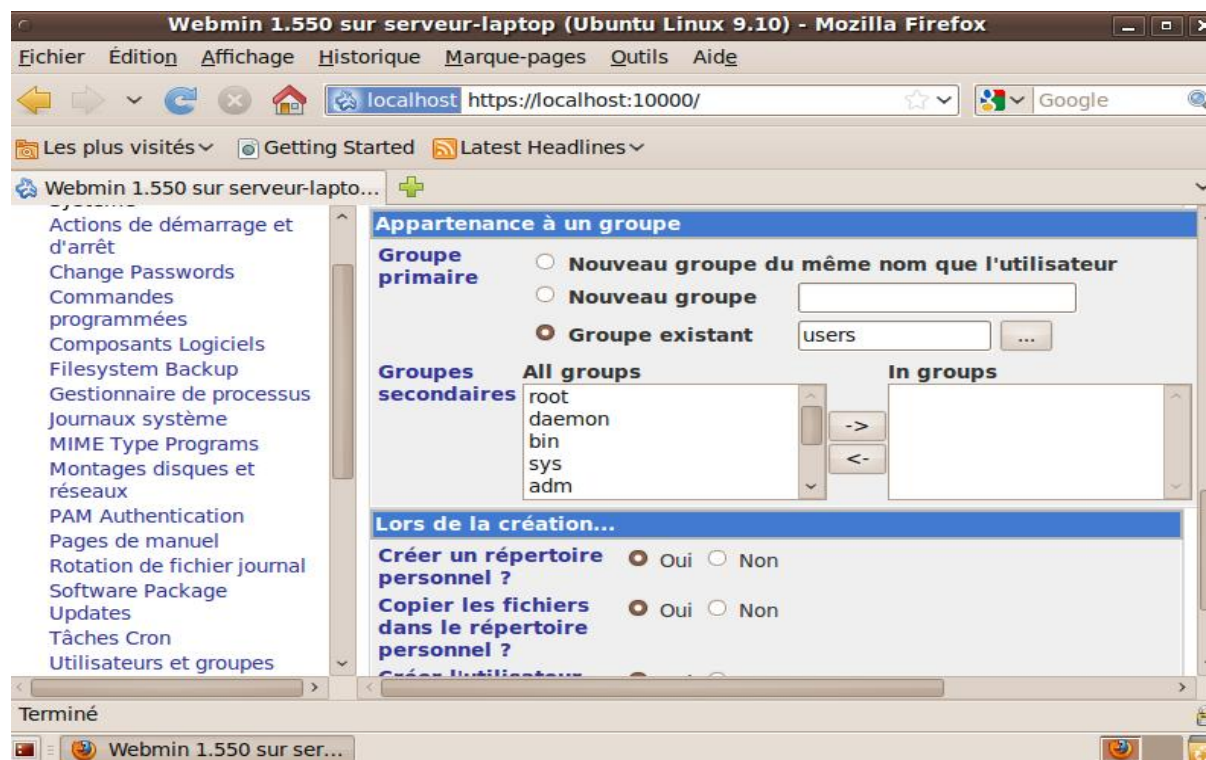 Webmin 1.550 sur serveur-laptop (Ubuntu Linux 9.10) - Mozilla Firefox
Fichier Édition Affichage Historique Marque-pages Outils Aide
localhost https://localhost:10000/ Google
Les plus visités Getting Started Latest Headlines
Webmin 1.550 sur serveur-lapto...
Actions de démarrage et
d'arrêt
Change Passwords
Commandes
programmées
Composants Logiciels
Filesystem Backup
Gestionnaire de processus
Journaux système
MIME Type Programs
Montages disques et
réseaux
PAM Authentication
Pages de manuel
Rotation de fichier journal
Software Package
Updates
Tâches Cron
Utilisateurs et groupes
Appartenance à un groupe
Groupe
primaire
Nouveau groupe du même nom que l'utilisateur
Nouveau groupe
Groupe existant users ...
Groupes
secondaires
All groups
root
daemon
bin
sys
adm
->
<-
In groups
Lors de la création...
Créer un répertoire
personnel ?
Oui Non
Copier les fichiers
dans le répertoire
personnel ?
Oui Non
Terminé
Webmin 1.550 sur ser...